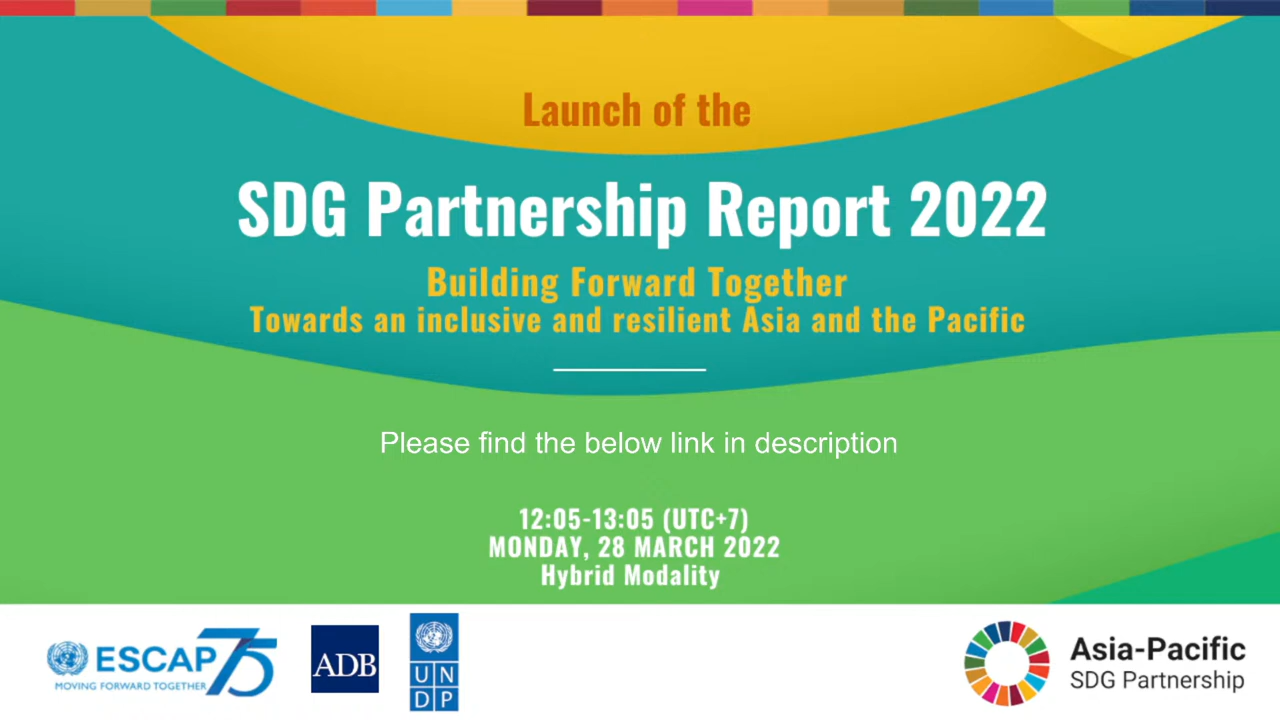 Launch of the
SDG Partnership Report 2022
Building Forward Together
Towards an inclusive and resilient Asia and the Pacific
Please find the below link in description
12:05-13:05 (UTC+7)
MONDAY, 28 MARCH 2022
Hybrid Modality
ESCAP 75
MOVING FORWARD TOGETHER
ADB
UN
DP
Asia-Pacific
SDG Partnership